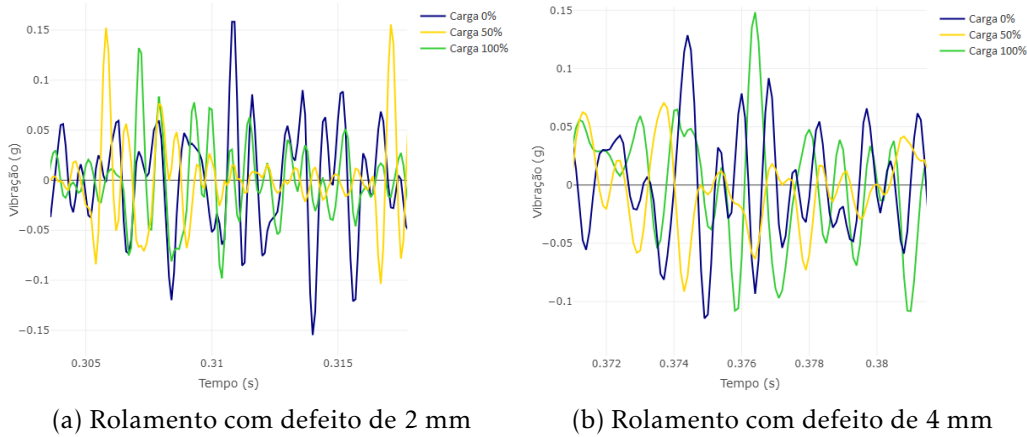 Vibração (g)
0.15
0.1
0.05
0
−0.05
−0.1
−0.15
0.305
0.31
0.315
Tempo (s)
Carga 0%
Carga 50%
Carga 100%
(a) Rolamento com defeito de 2 mm
Vibração (g)
0.15
0.1
0.05
0
−0.05
−0.1
0.372
0.374
0.376
0.378
0.38
Tempo (s)
Carga 0%
Carga 50%
Carga 100%
(b) Rolamento com defeito de 4 mm